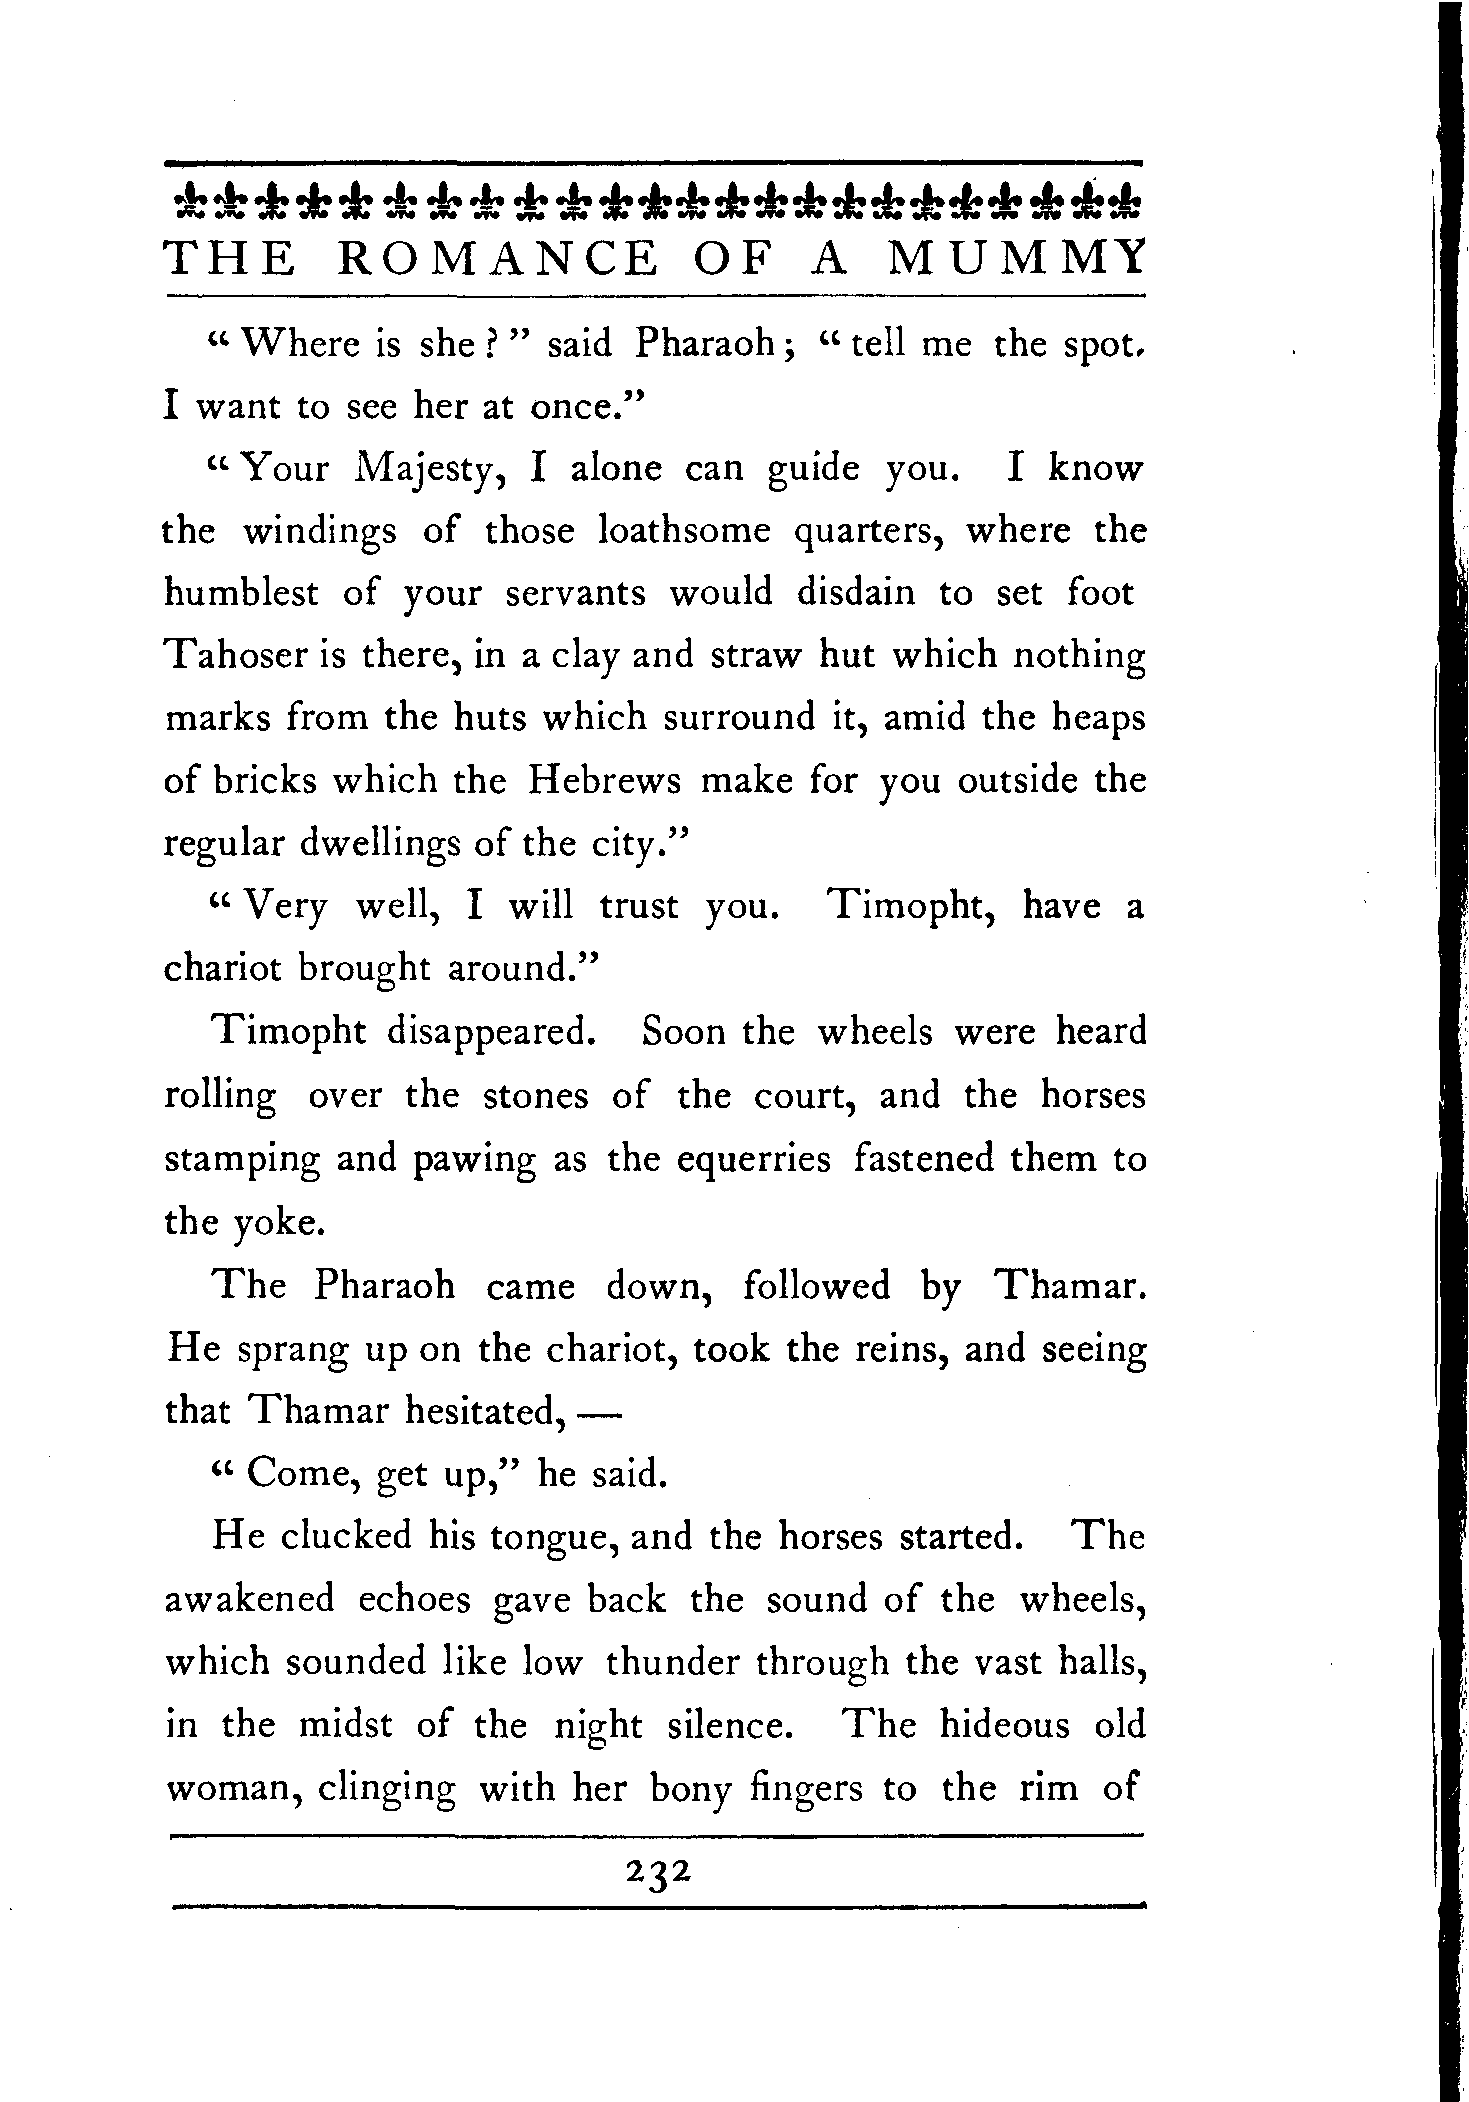 THE ROMANCE OF A MUMMY
“ Where is she ? ” said Pharaoh ; “ tell me the spot.
I want to see her at once.”
“ Your Majesty, I alone can guide you. I know
the windings of those loathsome quarters, where the
humblest of your servants would disdain to set foot
Tahoser is there, in a clay and straw hut which nothing
marks from the huts which surround it, amid the heaps
of bricks which the Hebrews make for you outside the
regular dwellings of the city.”
“ Very well, I will trust you. Timopht, have a
chariot brought around.”
Timopht disappeared. Soon the wheels were heard
rolling over the stones of the court, and the horses
stamping and pawing as the equerries fastened them to
the yoke.
The Pharaoh came down, followed by Thamar.
He sprang up on the chariot, took the reins, and seeing
that Thamar hesitated, —
“ Come, get up,” he said.
He clucked his tongue, and the horses started. The
awakened echoes gave back the sound of the wheels,
which sounded like low thunder through the vast halls,
in the midst of the night silence. The hideous old
woman, clinging with her bony fingers to the rim of
232